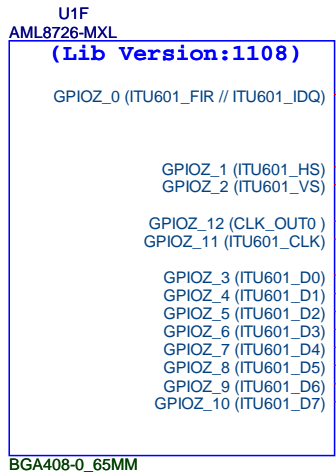 U1F
AML8726-MXL
(Lib Version:1108)
GPIOZ_0 (ITU601_FIR // ITU601_IDQ)
GPIOZ_1 (ITU601_HS)
GPIOZ_2 (ITU601_VS)
GPIOZ_12 (CLK_OUT0 )
GPIOZ_11 (ITU601_CLK)
GPIOZ_3 (ITU601_D0)
GPIOZ_4 (ITU601_D1)
GPIOZ_5 (ITU601_D2)
GPIOZ_6 (ITU601_D3)
GPIOZ_7 (ITU601_D4)
GPIOZ_8 (ITU601_D5)
GPIOZ_9 (ITU601_D6)
GPIOZ_10 (ITU601_D7)
BGA408-0_65MM